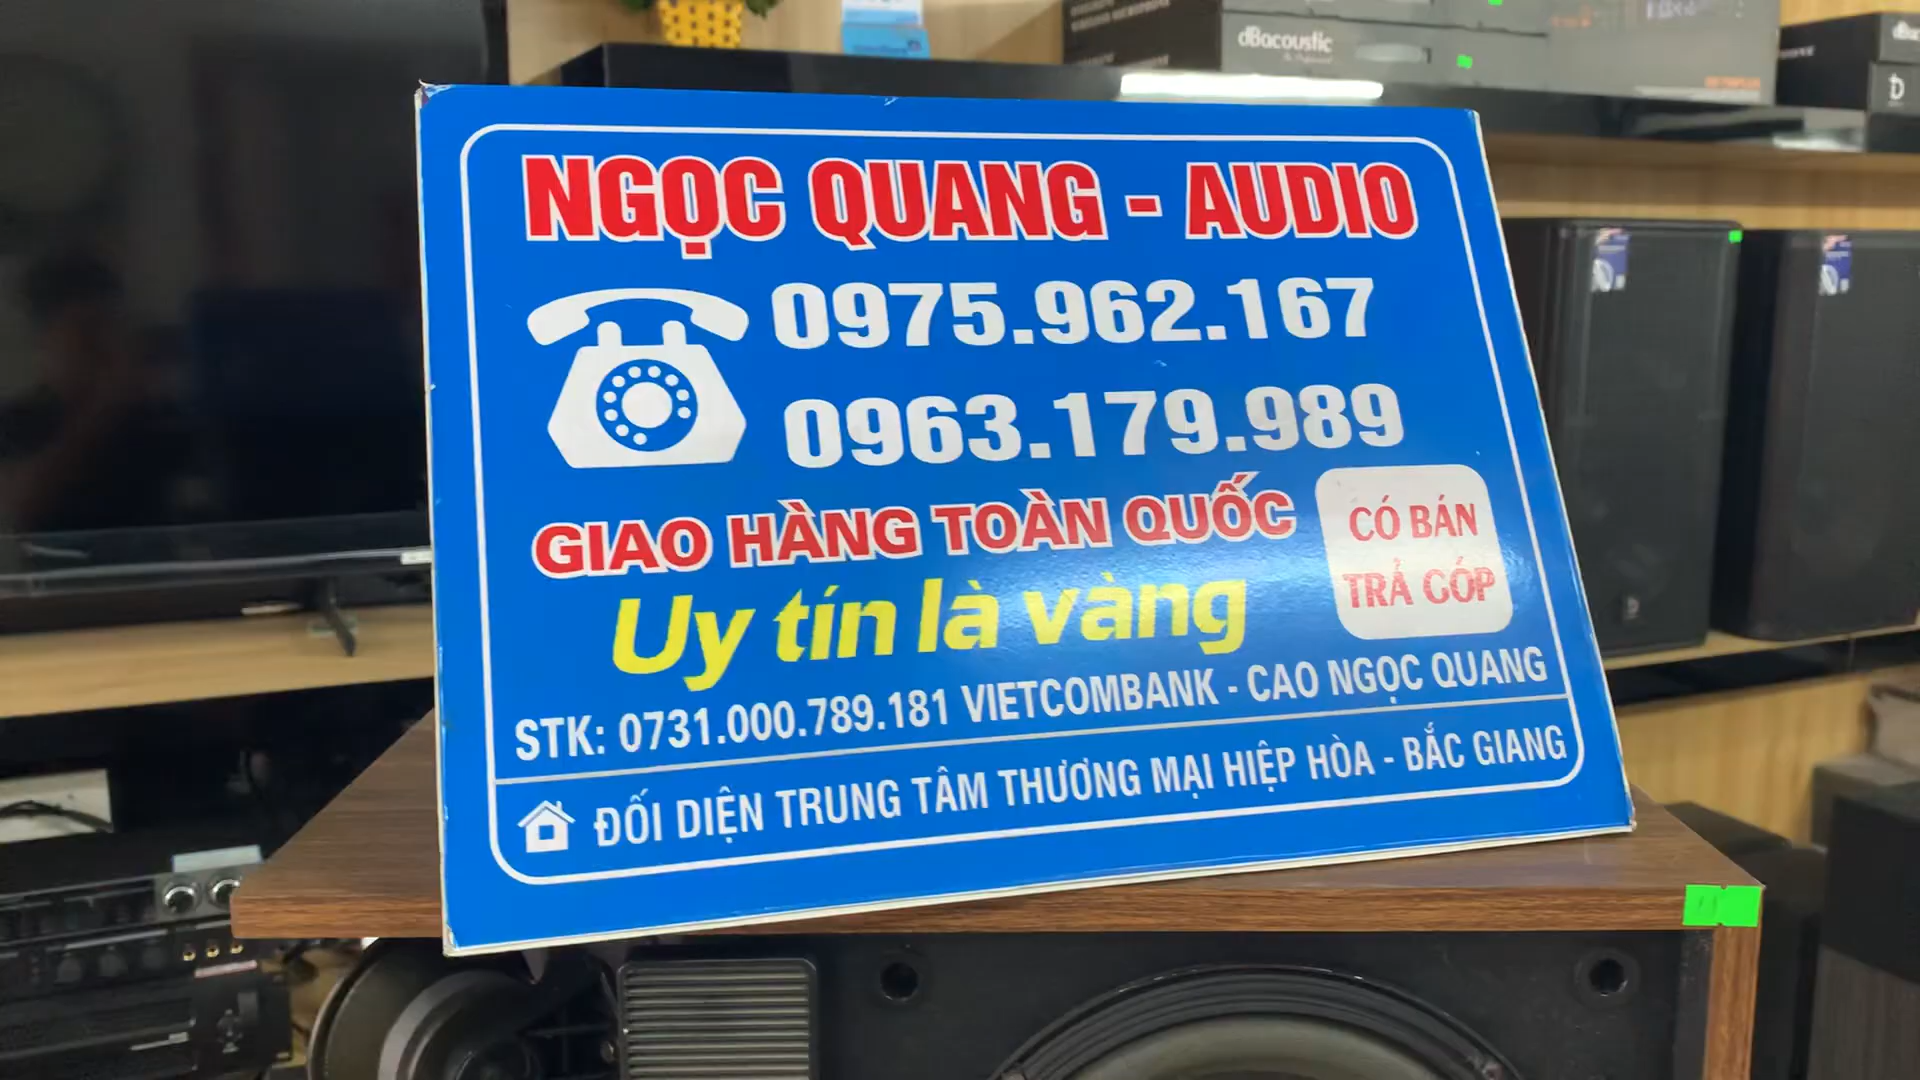 dBacoustic
NGỌC QUANG - AUDIO
0975.962.167
0963.179.989
GIAO HÀNG TOÀN QUỐC
CÓ BÁN
TRẢ GÓP
Uy tín là vàng
STK: 0731.000.789.181 VIETCOMBANK - CAO NGỌC QUANG
ĐỐI DIỆN TRUNG TÂM THƯƠNG MẠI HIỆP HÒA - BẮC GIANG